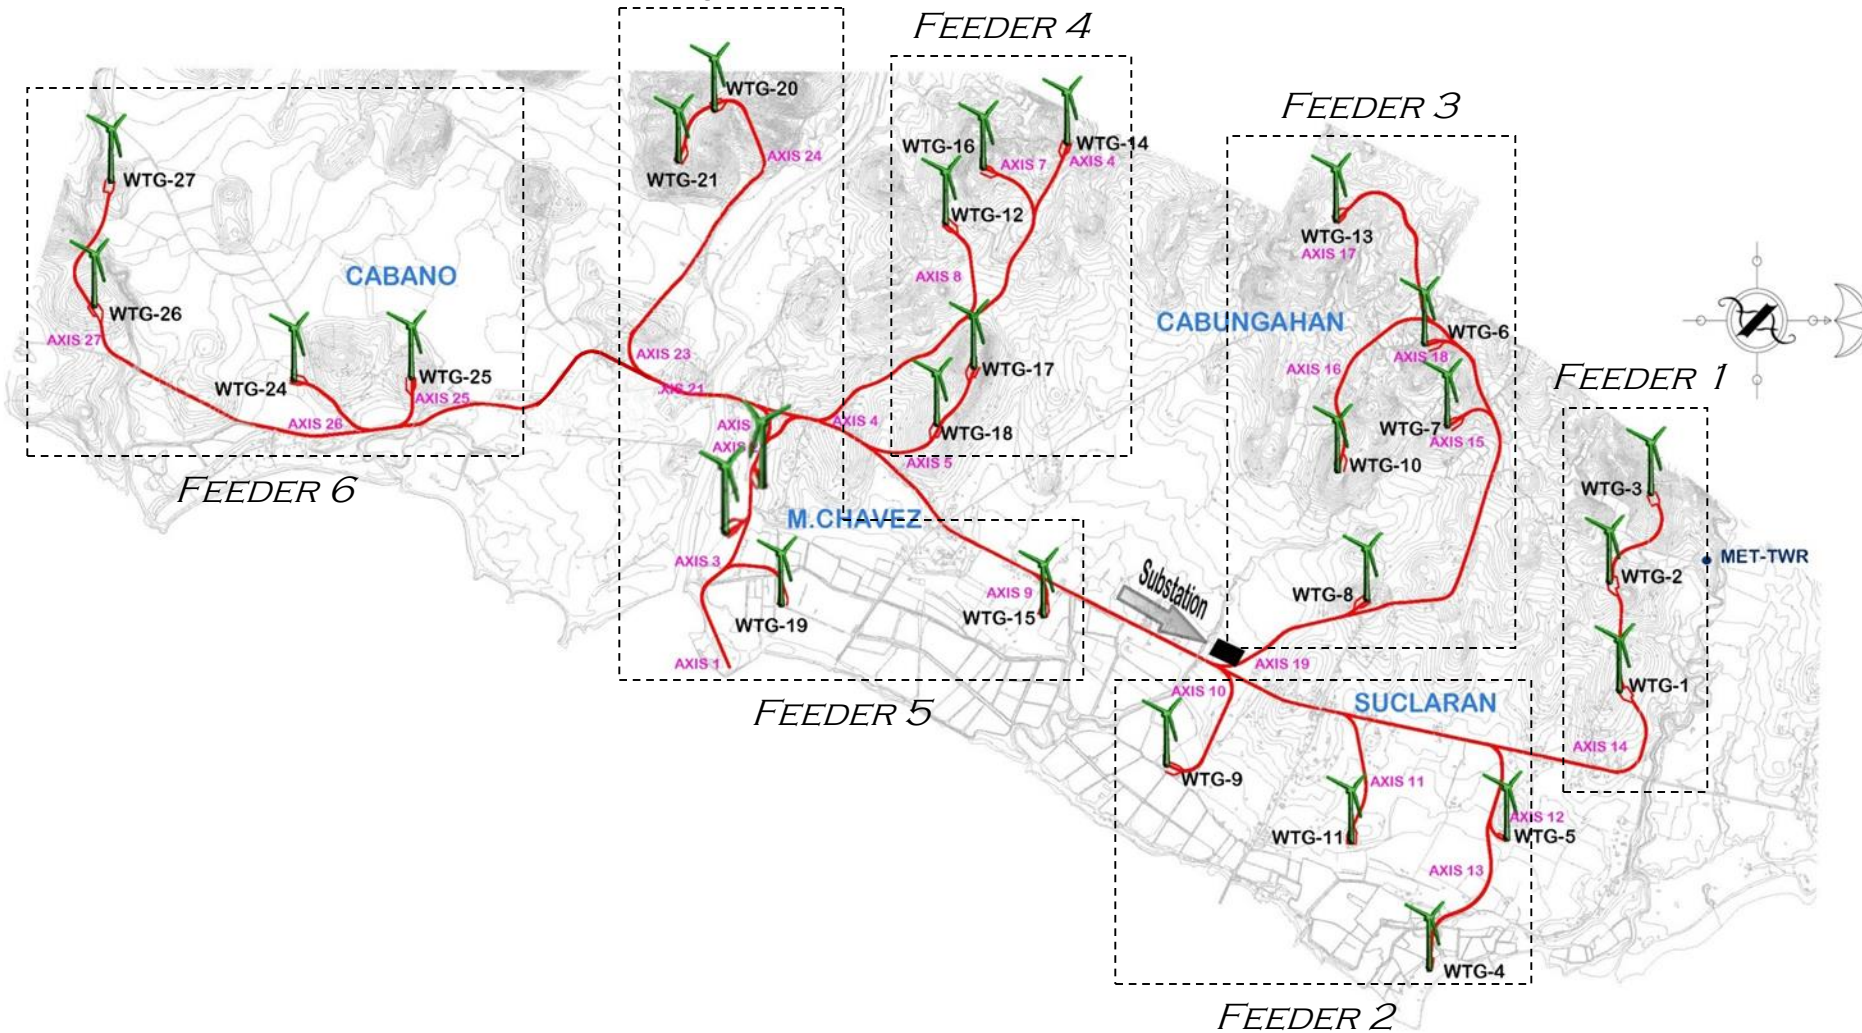 FEEDER 4
FEEDER 3
FEEDER 1
WTG-20
WTG-21
AXIS 24
WTG-16
AXIS 7
WTG-14
AXIS 4
WTG-12
AXIS 8
WTG-27
CABANO
WTG-26
AXIS 27
WTG-24
WTG-25
AXIS 25
AXIS 26
FEEDER 6
AXIS 23
AXIS 4
WTG-17
WTG-18
AXIS 5
CABUNGAHAN
WTG-13
AXIS 17
WTG-6
AXIS 18
AXIS 16
WTG-7
AXIS 15
WTG-10
WTG-3
WTG-2
MET-TWR
WTG-1
AXIS 14
AXIS
AXIS
M.CHAVEZ
AXIS 3
WTG-19
AXIS 1
AXIS 9
WTG-15
FEEDER 5
Substation
WTG-8
AXIS 19
AXIS 10
SUCLARAN
WTG-9
AXIS 11
WTG-11
AXIS 12
WTG-5
AXIS 13
WTG-4
FEEDER 2